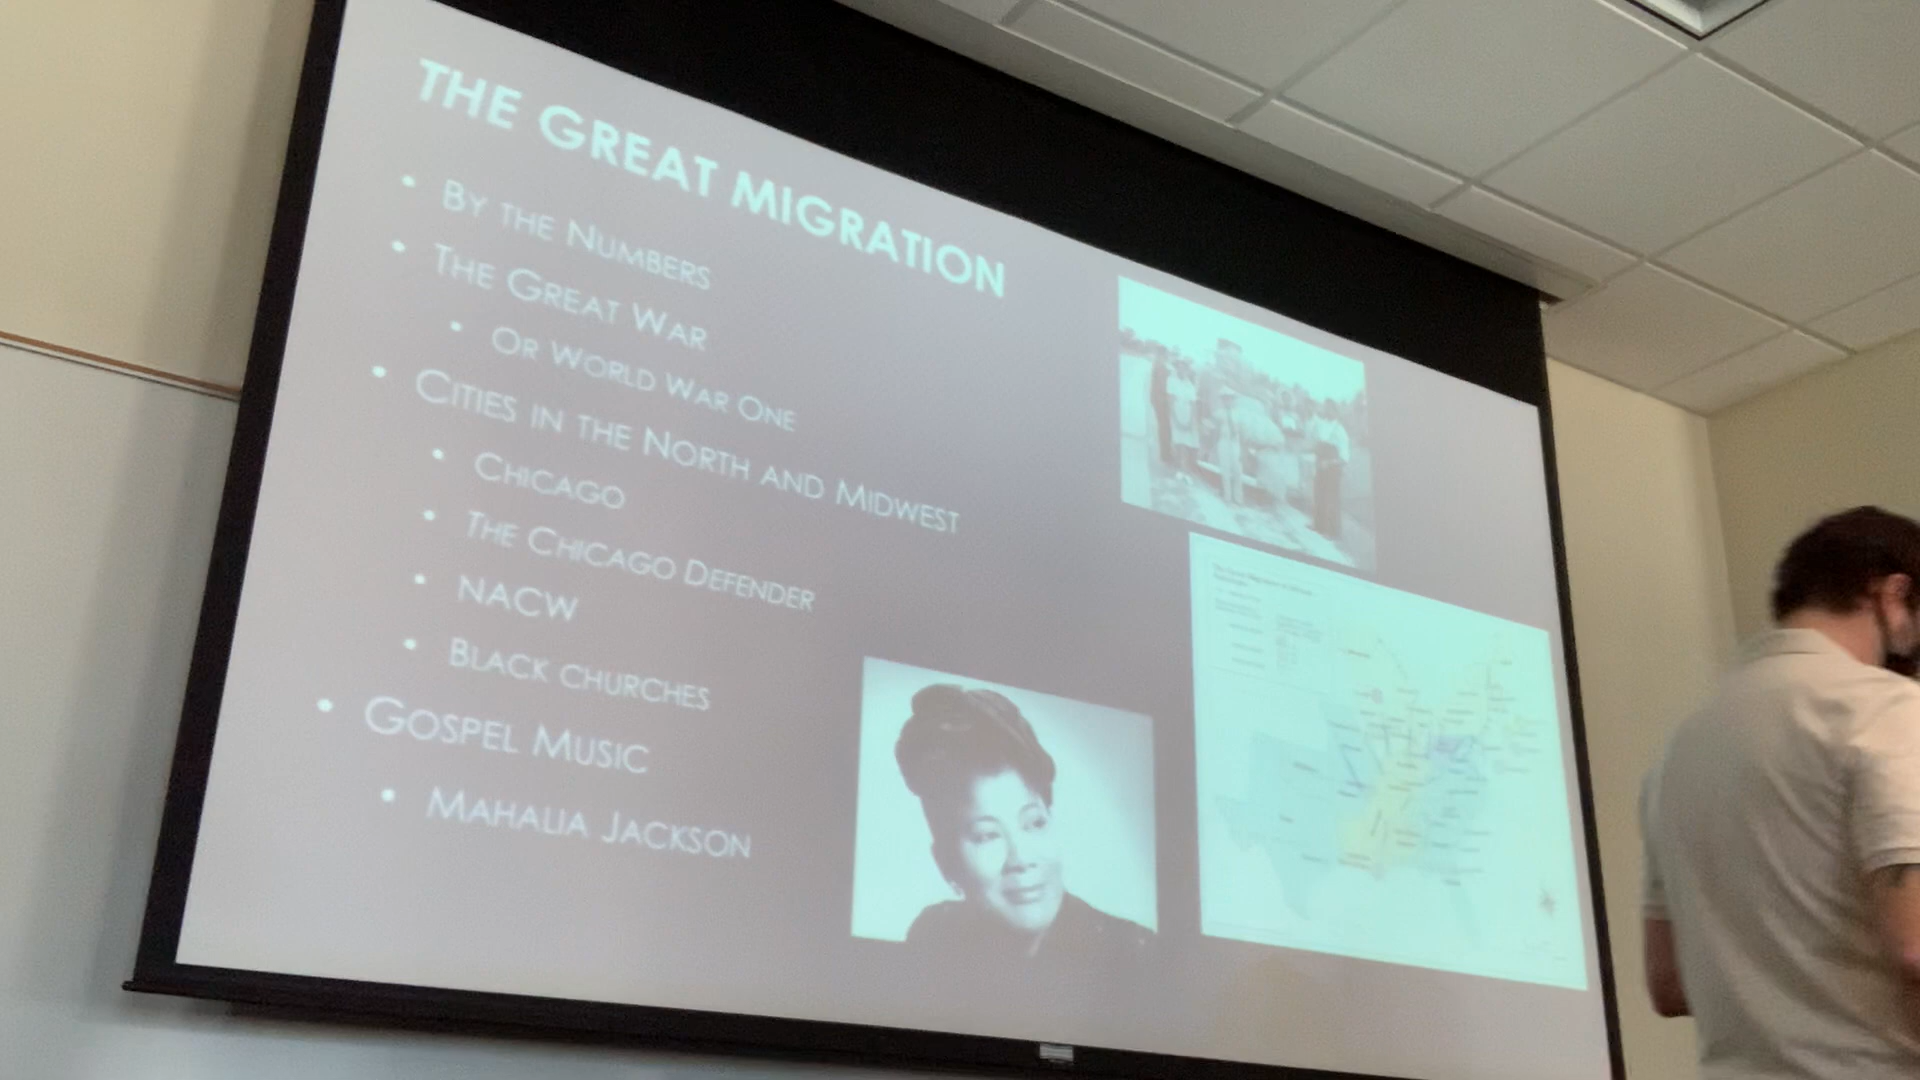 THE GREAT MIGRATION
• BY THE NUMBERS
• THE GREAT WAR
• OR WORLD WAR ONE
• CITIES IN THE NORTH AND MIDWEST
• CHICAGO
• THE CHICAGO DEFENDER
• NACW
• BLACK CHURCHES
• GOSPEL MUSIC
• MAHALIA JACKSON